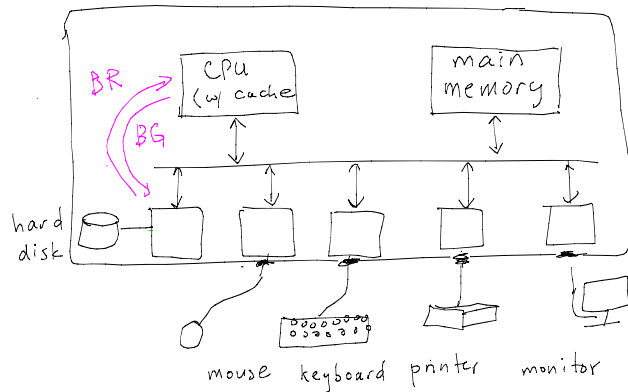 CPU
(w/ cache
main
memory
BR
BG
hard
disk
mouse
keyboard
printer
monitor